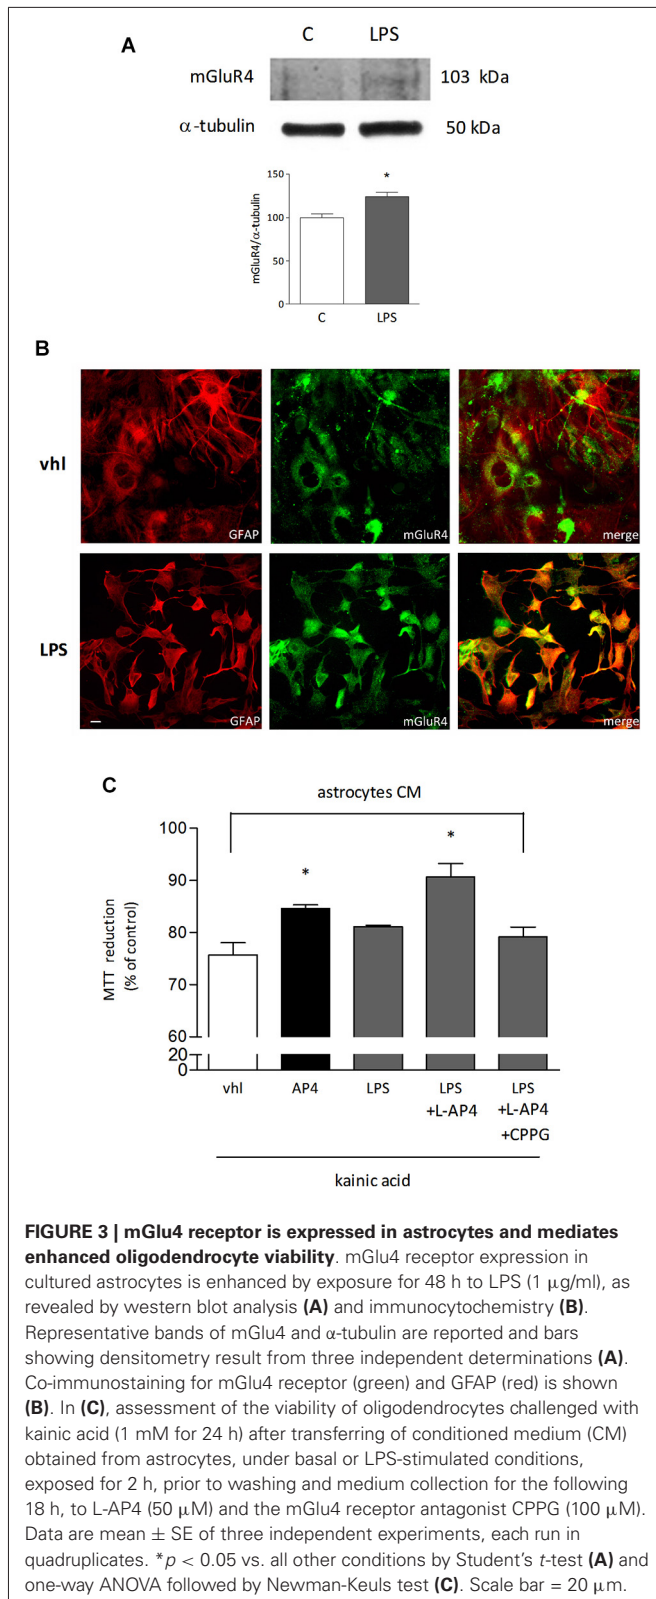 A
C LPS
mGluR4 103 kDa
α-tubulin 50 kDa
mGluR4/α-tubulin
150
100
50
0
*
C LPS
B
vhl
GFAP mGluR4 merge
LPS
GFAP mGluR4 merge
C
astrocytes CM
MTT reduction
(% of control)
100
90
80
70
60
20
0
* *
vhl AP4 LPS LPS LPS
+L-AP4 +L-AP4
+CPPG
kainic acid
FIGURE 3 | mGlu4 receptor is expressed in astrocytes and mediates
enhanced oligodendrocyte viability. mGlu4 receptor expression in
cultured astrocytes is enhanced by exposure for 48 h to LPS (1 μg/ml), as
revealed by western blot analysis (A) and immunocytochemistry (B).
Representative bands of mGlu4 and α-tubulin are reported and bars
showing densitometry result from three independent determinations (A).
Co-immunostaining for mGlu4 receptor (green) and GFAP (red) is shown
(B). In (C), assessment of the viability of oligodendrocytes challenged with
kainic acid (1 mM for 24 h) after transferring of conditioned medium (CM)
obtained from astrocytes, under basal or LPS-stimulated conditions,
exposed for 2 h, prior to washing and medium collection for the following
18 h, to L-AP4 (50 μM) and the mGlu4 receptor antagonist CPPG (100 μM).
Data are mean ± SE of three independent experiments, each run in
quadruplicates. *p < 0.05 vs. all other conditions by Student's t-test (A) and
one-way ANOVA followed by Newman-Keuls test (C). Scale bar = 20 μm.